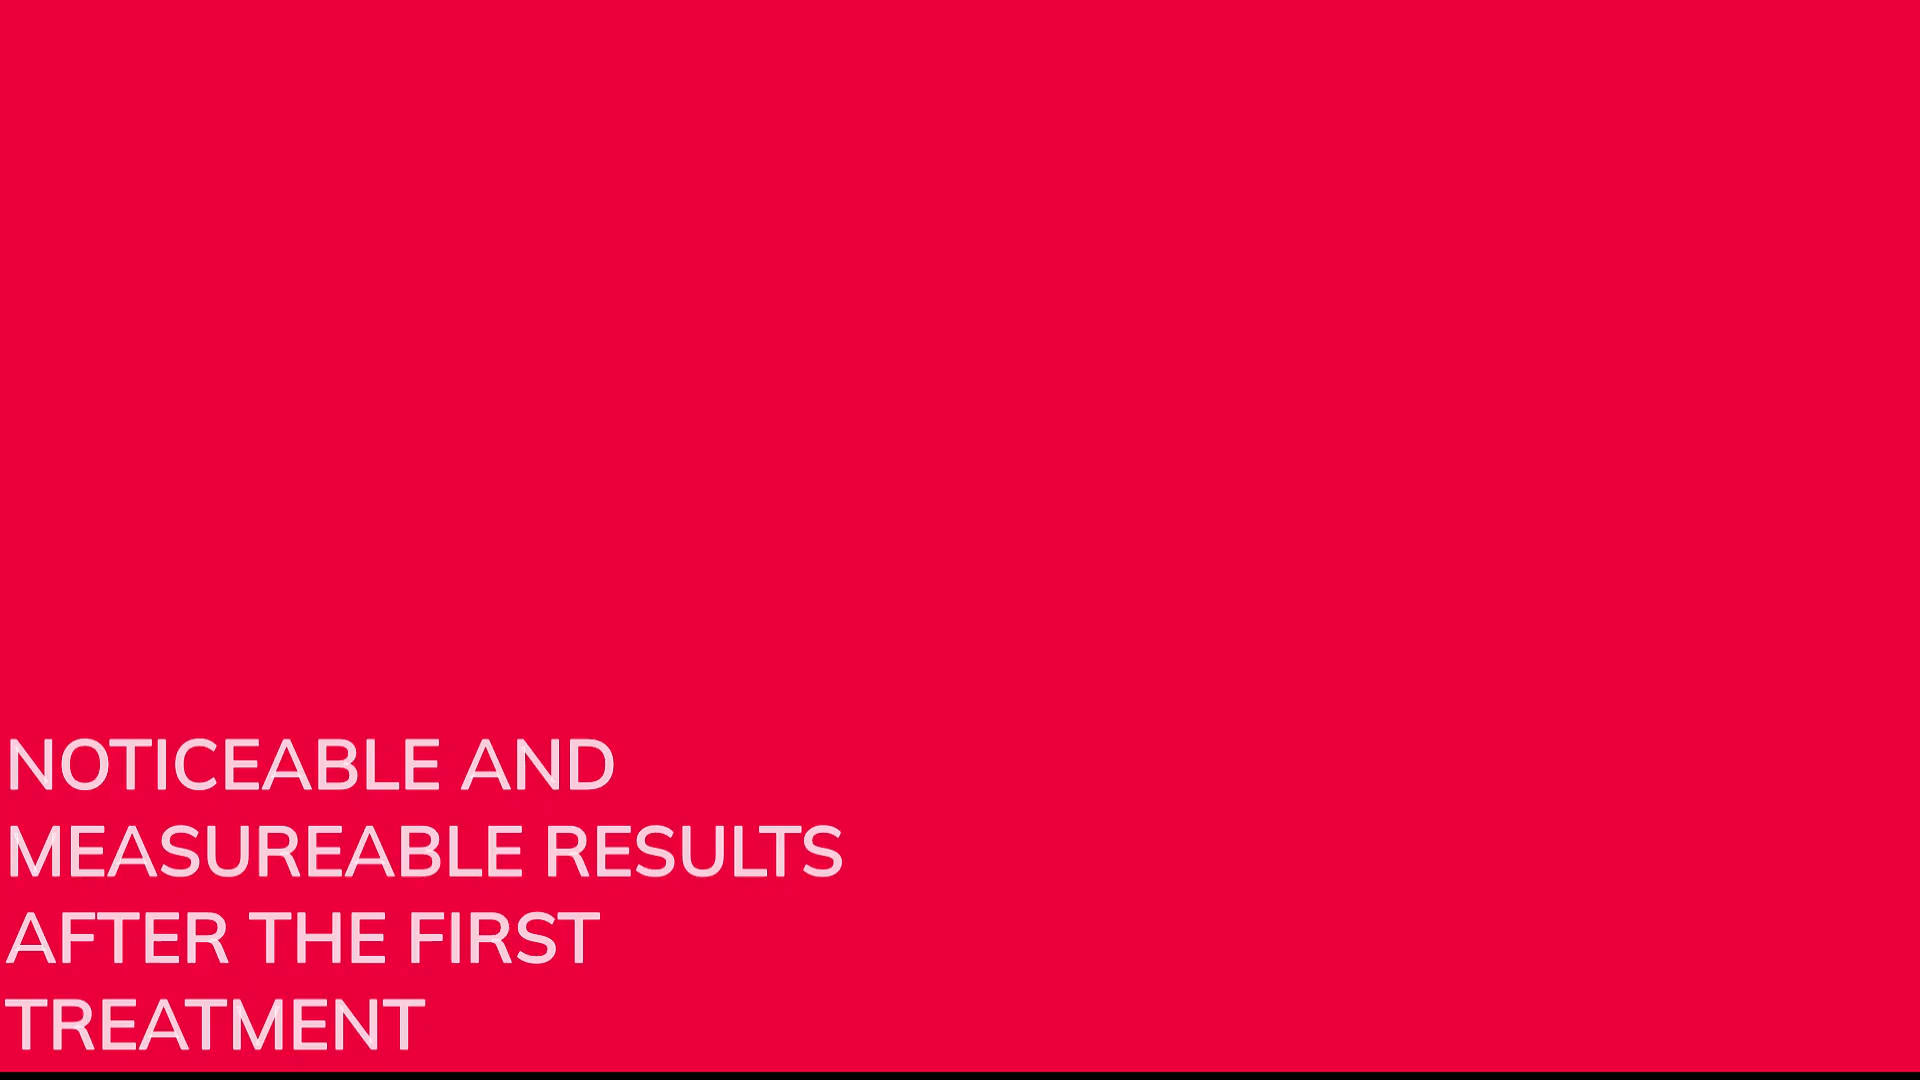 NOTICEABLE AND
MEASUREABLE RESULTS
AFTER THE FIRST
TREATMENT